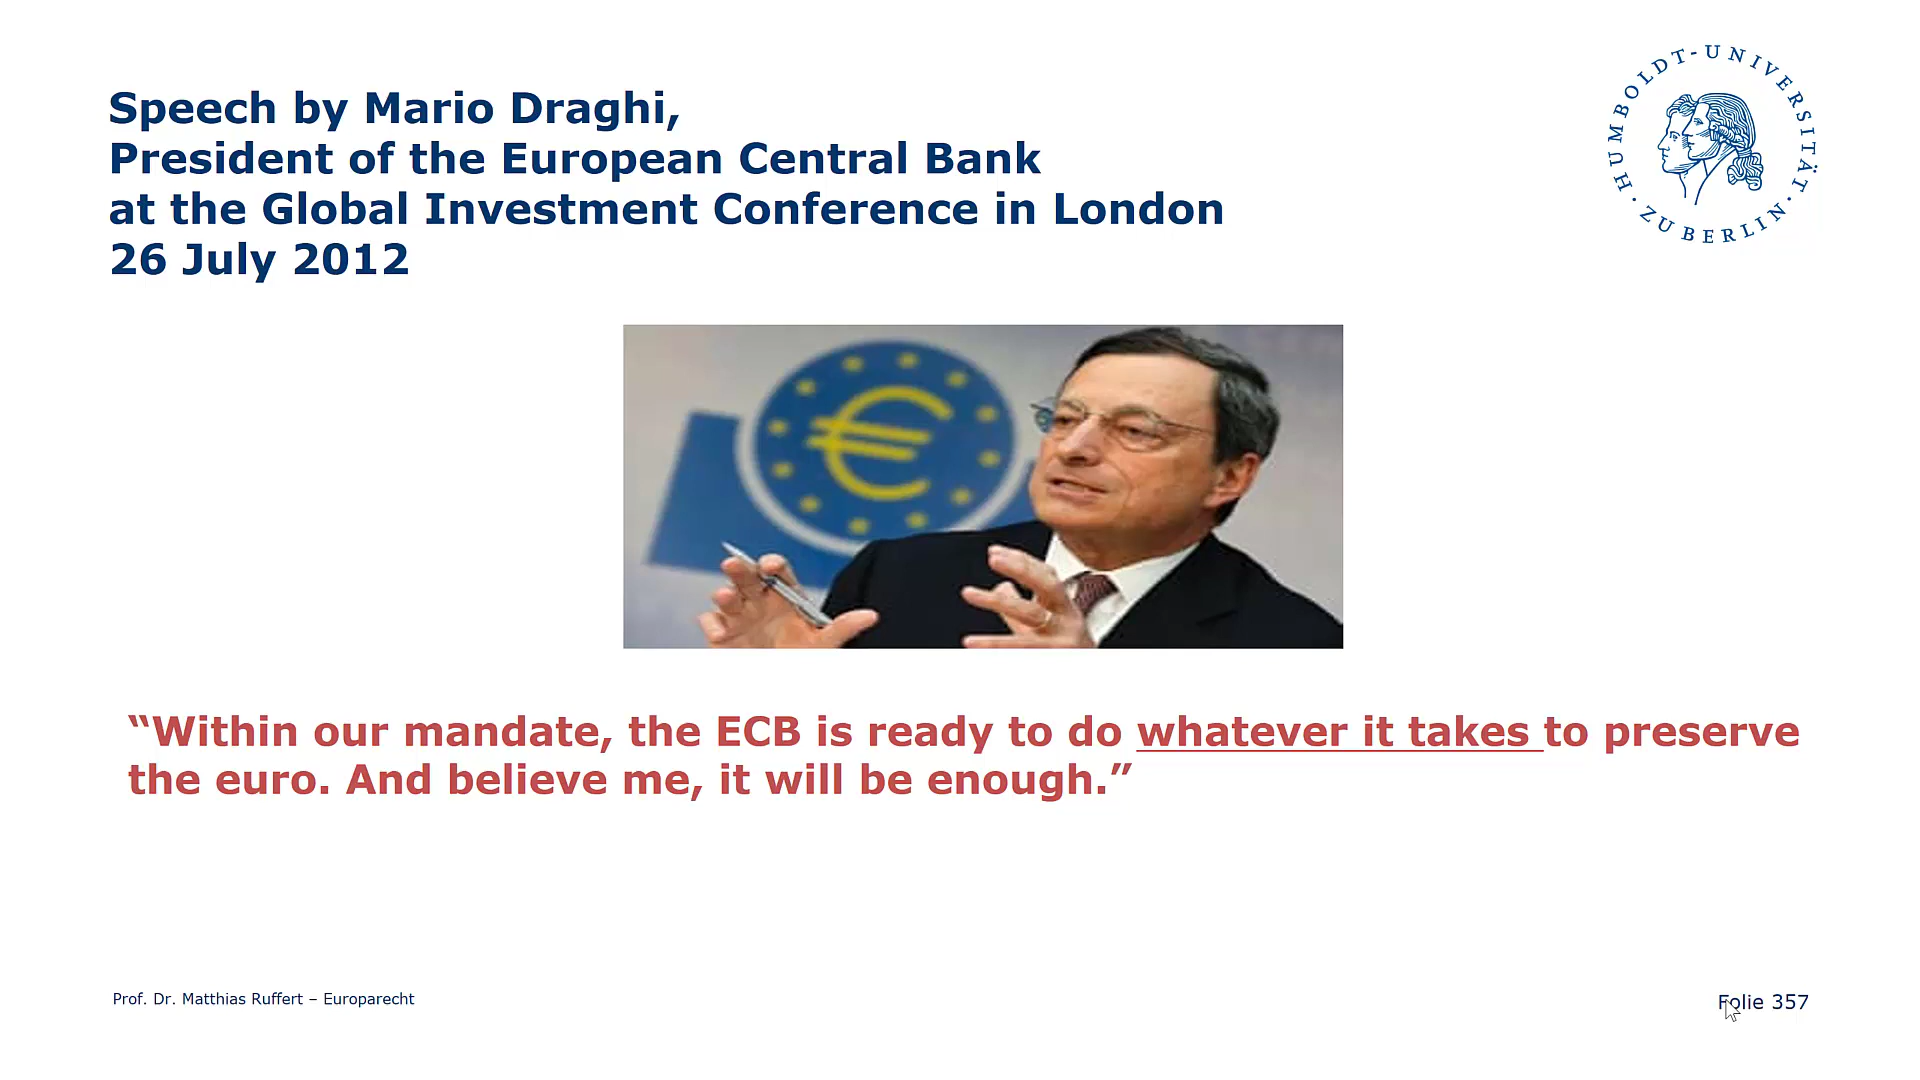 Speech by Mario Draghi,
President of the European Central Bank
at the Global Investment Conference in London
26 July 2012
HUMBOLDT-UNIVERSITÄT · ZU BERLIN ·
€
“Within our mandate, the ECB is ready to do whatever it takes to preserve
the euro. And believe me, it will be enough.”
Prof. Dr. Matthias Ruffert – Europarecht
Folie 357